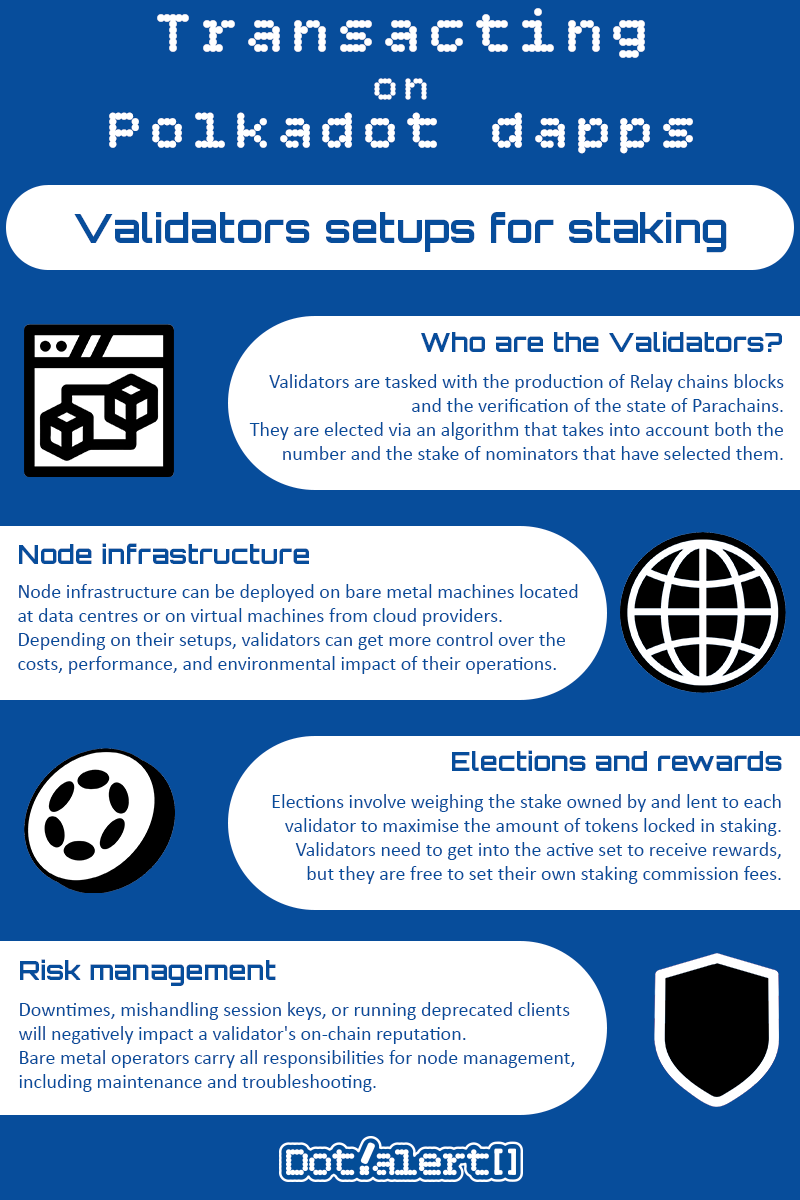 Transacting
on
Polkadot dapps
Validators setups for staking
Who are the Validators?
Validators are tasked with the production of Relay chains blocks
and the verification of the state of Parachains.
They are elected via an algorithm that takes into account both the
number and the stake of nominators that have selected them.
Node infrastructure
Node infrastructure can be deployed on bare metal machines located
at data centres or on virtual machines from cloud providers.
Depending on their setups, validators can get more control over the
costs, performance, and environmental impact of their operations.
Elections and rewards
Elections involve weighing the stake owned by and lent to each
validator to maximise the amount of tokens locked in staking.
Validators need to get into the active set to receive rewards,
but they are free to set their own staking commission fees.
Risk management
Downtimes, mishandling session keys, or running deprecated clients
will negatively impact a validator's on-chain reputation.
Bare metal operators carry all responsibilities for node management,
including maintenance and troubleshooting.
Dot!alert[]